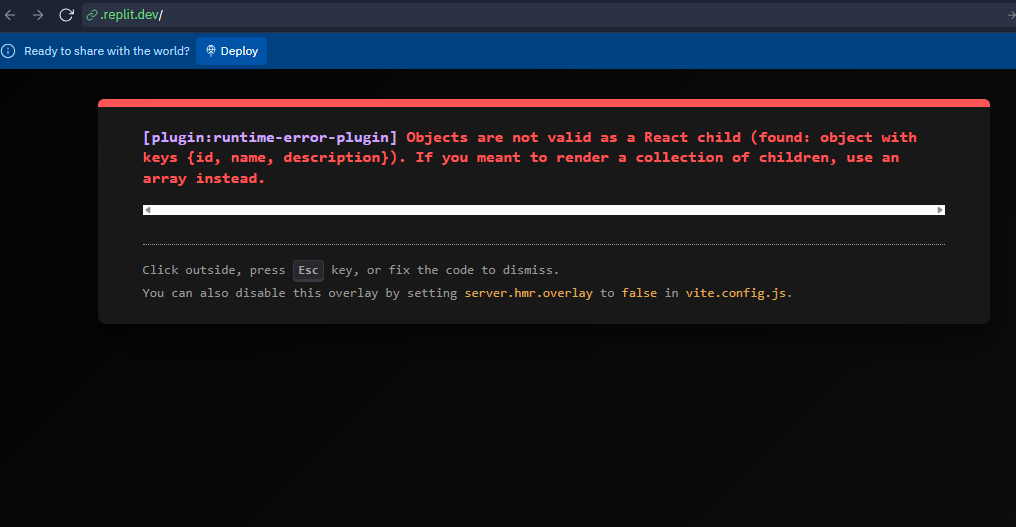 .replit.dev/
Ready to share with the world? Deploy
[plugin:runtime-error-plugin] Objects are not valid as a React child (found: object with
keys {id, name, description}). If you meant to render a collection of children, use an
array instead.
Click outside, press Esc key, or fix the code to dismiss.
You can also disable this overlay by setting server.hmr.overlay to false in vite.config.js.